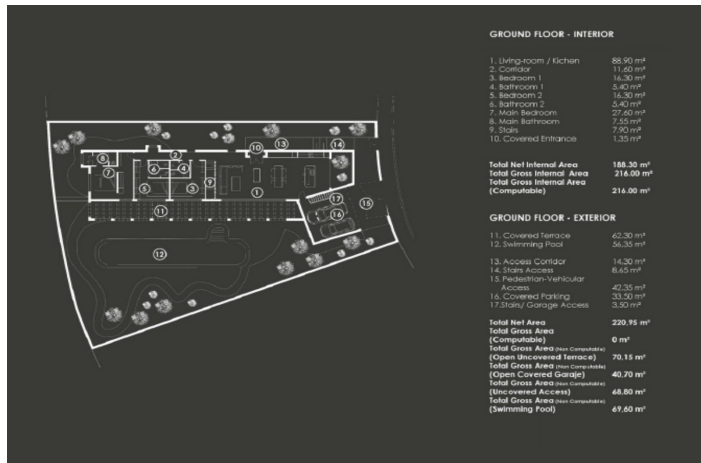 GROUND FLOOR - INTERIOR
1. Living-room / Kichen 88,90 m²
2. Corridor 11,60 m²
3. Bedroom 1 16,30 m²
4. Bathroom 1 5,40 m²
5. Bedroom 2 16,30 m²
6. Bathroom 2 5,40 m²
7. Main Bedroom 27,60 m²
8. Main Bathroom 7,55 m²
9. Stairs 7,90 m²
10. Covered Entrance 1,35 m²
Total Net Internal Area 188.30 m²
Total Gross Internal Area 216.00 m²
Total Gross Internal Area
(Computable) 216.00 m²
GROUND FLOOR - EXTERIOR
11. Covered Terrace 62,30 m²
12. Swimming Pool 56,35 m²
13. Access Corridor 14,30 m²
14. Stairs Access 8,65 m²
15. Pedestrian-Vehicular
Access 42,35 m²
16. Covered Parking 33,50 m²
17.Stairs/ Garage Access 3,50 m²
Total Net Area 220,95 m²
Total Gross Area
(Computable) 0 m²
Total Gross Area (Non Computable)
(Open Uncovered Terrace) 70,15 m²
Total Gross Area (Non Computable)
(Open Covered Garaje) 40,70 m²
Total Gross Area (Non Computable)
(Uncovered Access) 68,80 m²
Total Gross Area (Non Computable)
(Swimming Pool) 69,60 m²
13
14
10
2
8
6
4
7
9
5
3
1
17
15
11
16
12